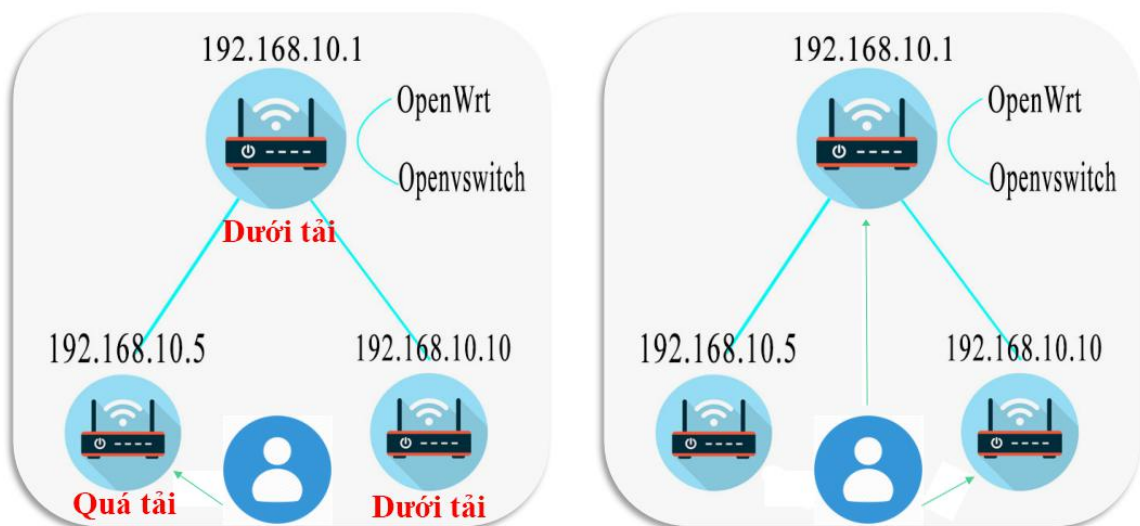 192.168.10.1
OpenWrt
Openvswitch
Dưới tải
192.168.10.5
192.168.10.10
Quá tải
Dưới tải
192.168.10.1
OpenWrt
Openvswitch
192.168.10.5
192.168.10.10